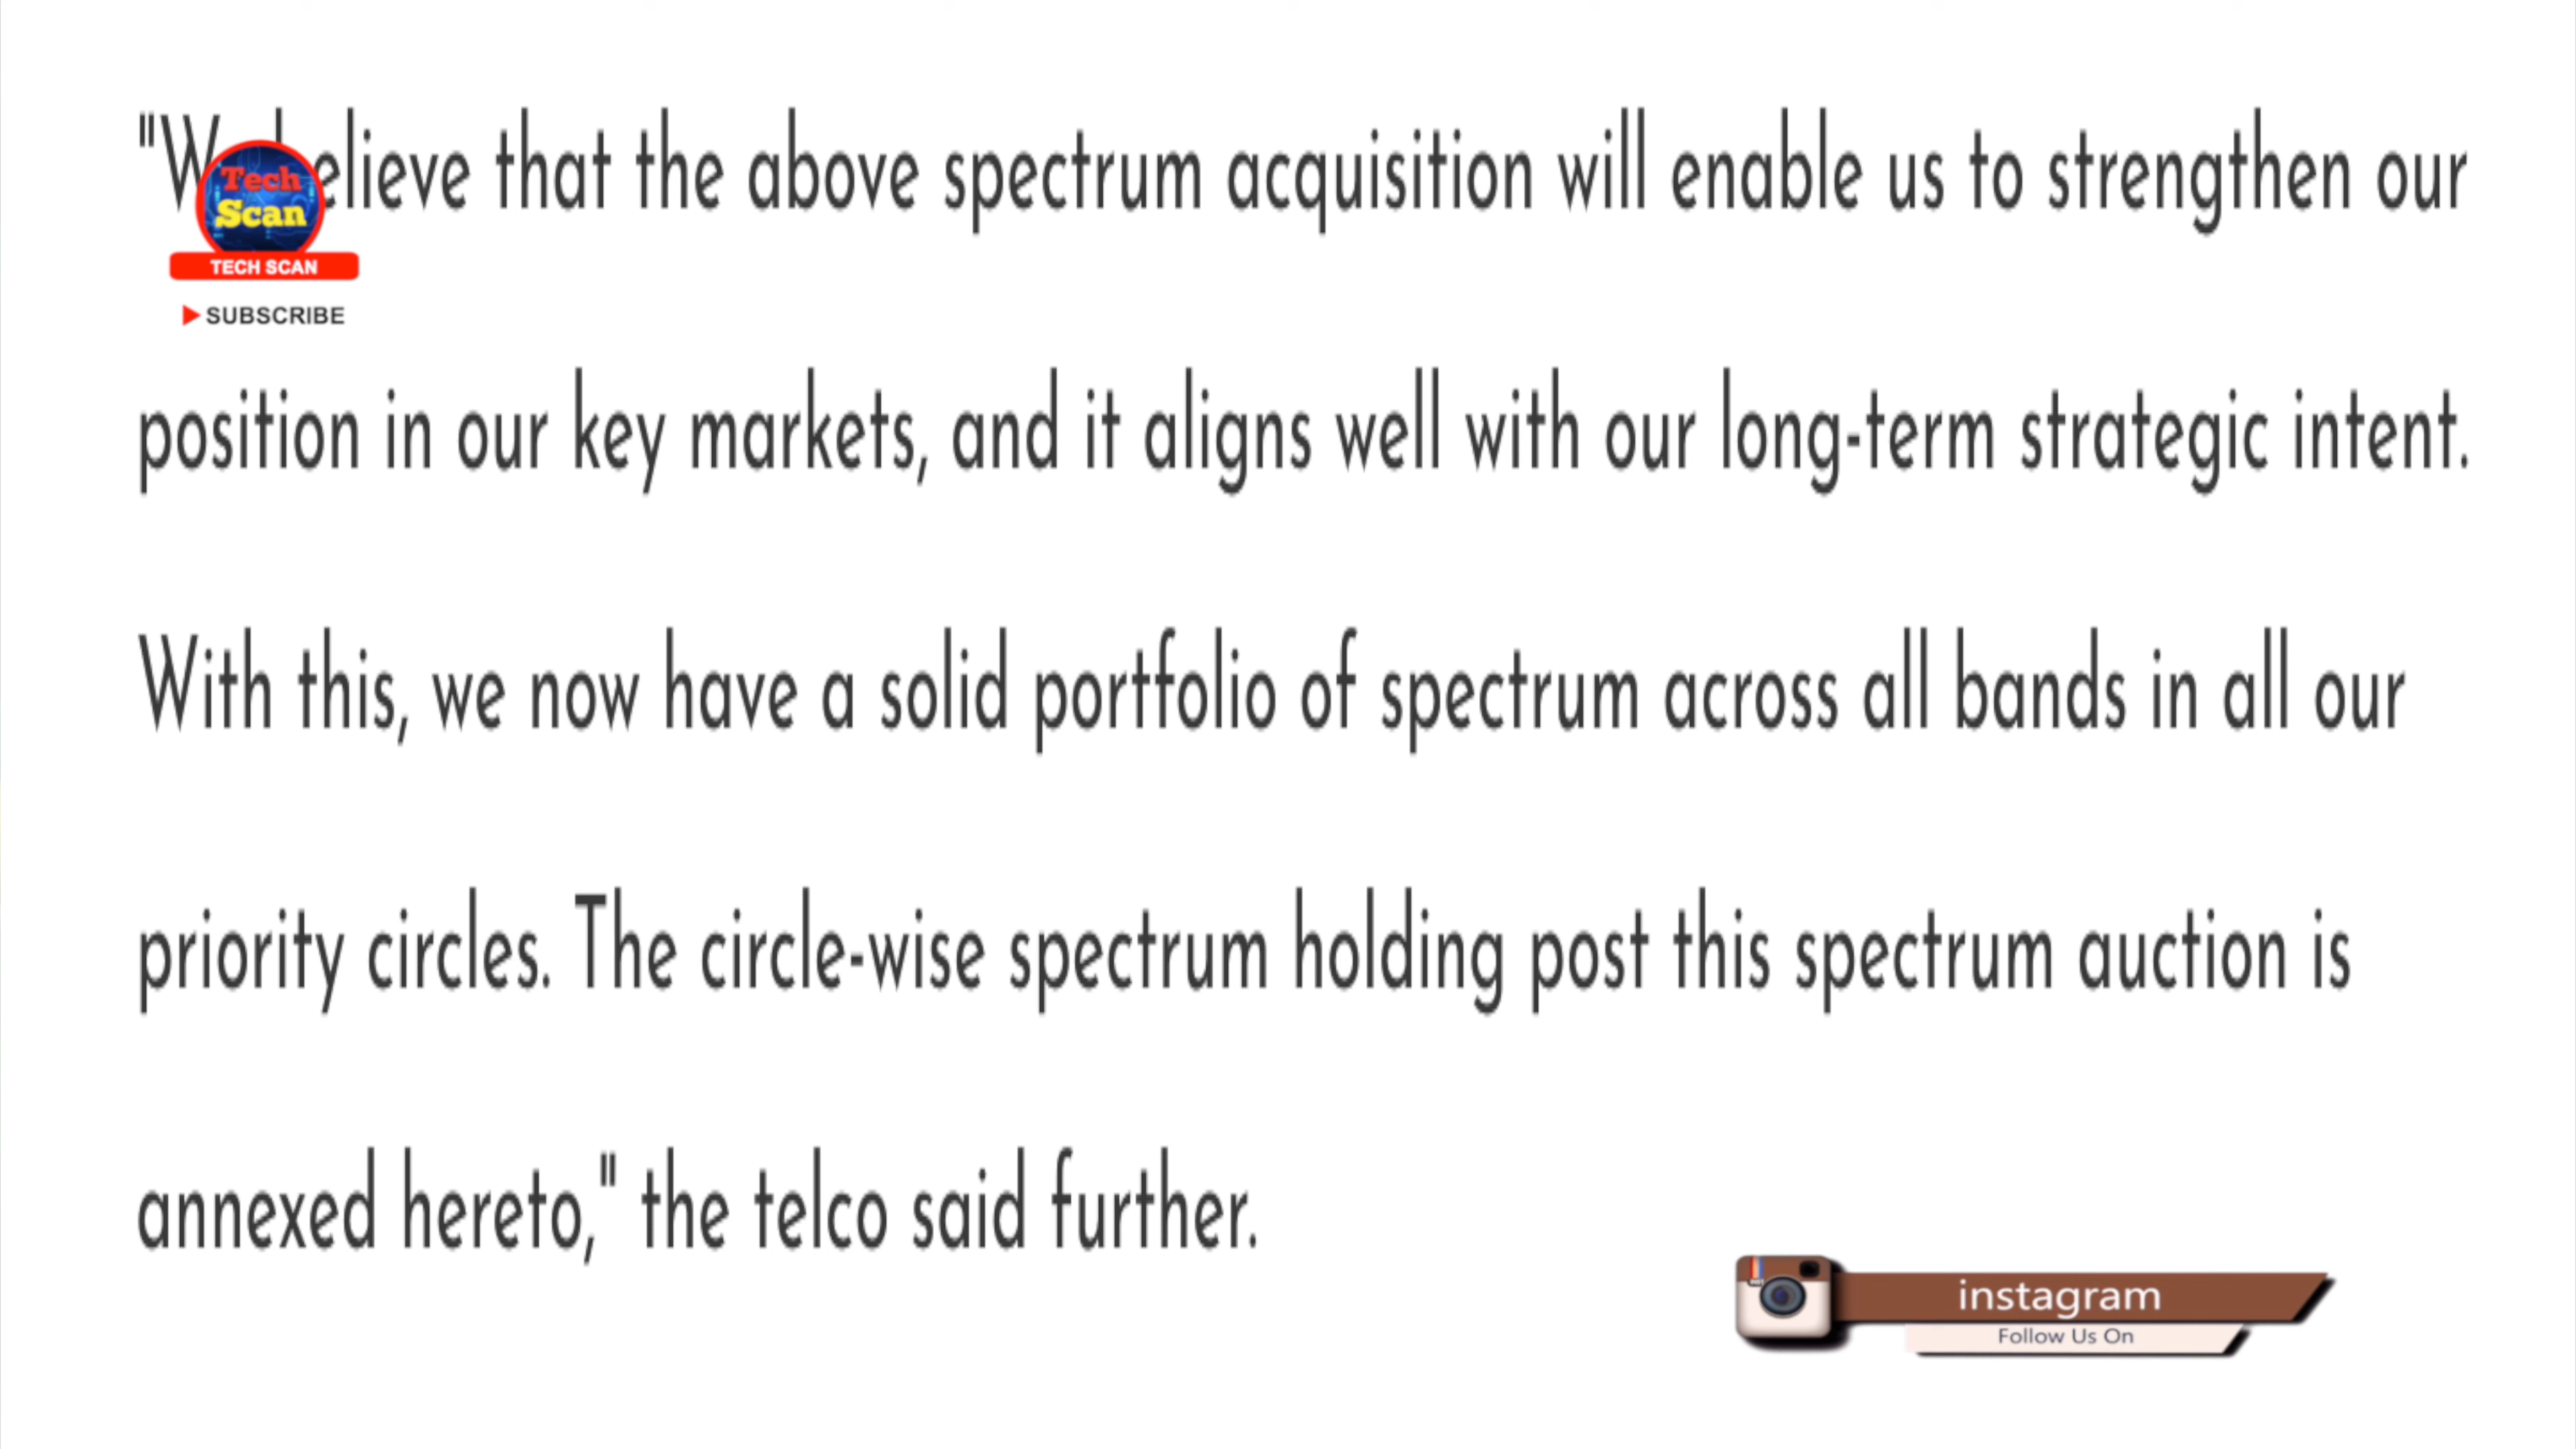 "We believe that the above spectrum acquisition will enable us to strengthen our
Tech
Scan
TECH SCAN
SUBSCRIBE
position in our key markets, and it aligns well with our long-term strategic intent.
With this, we now have a solid portfolio of spectrum across all bands in all our
priority circles. The circle-wise spectrum holding post this spectrum auction is
annexed hereto," the telco said further.
instagram
Follow Us On